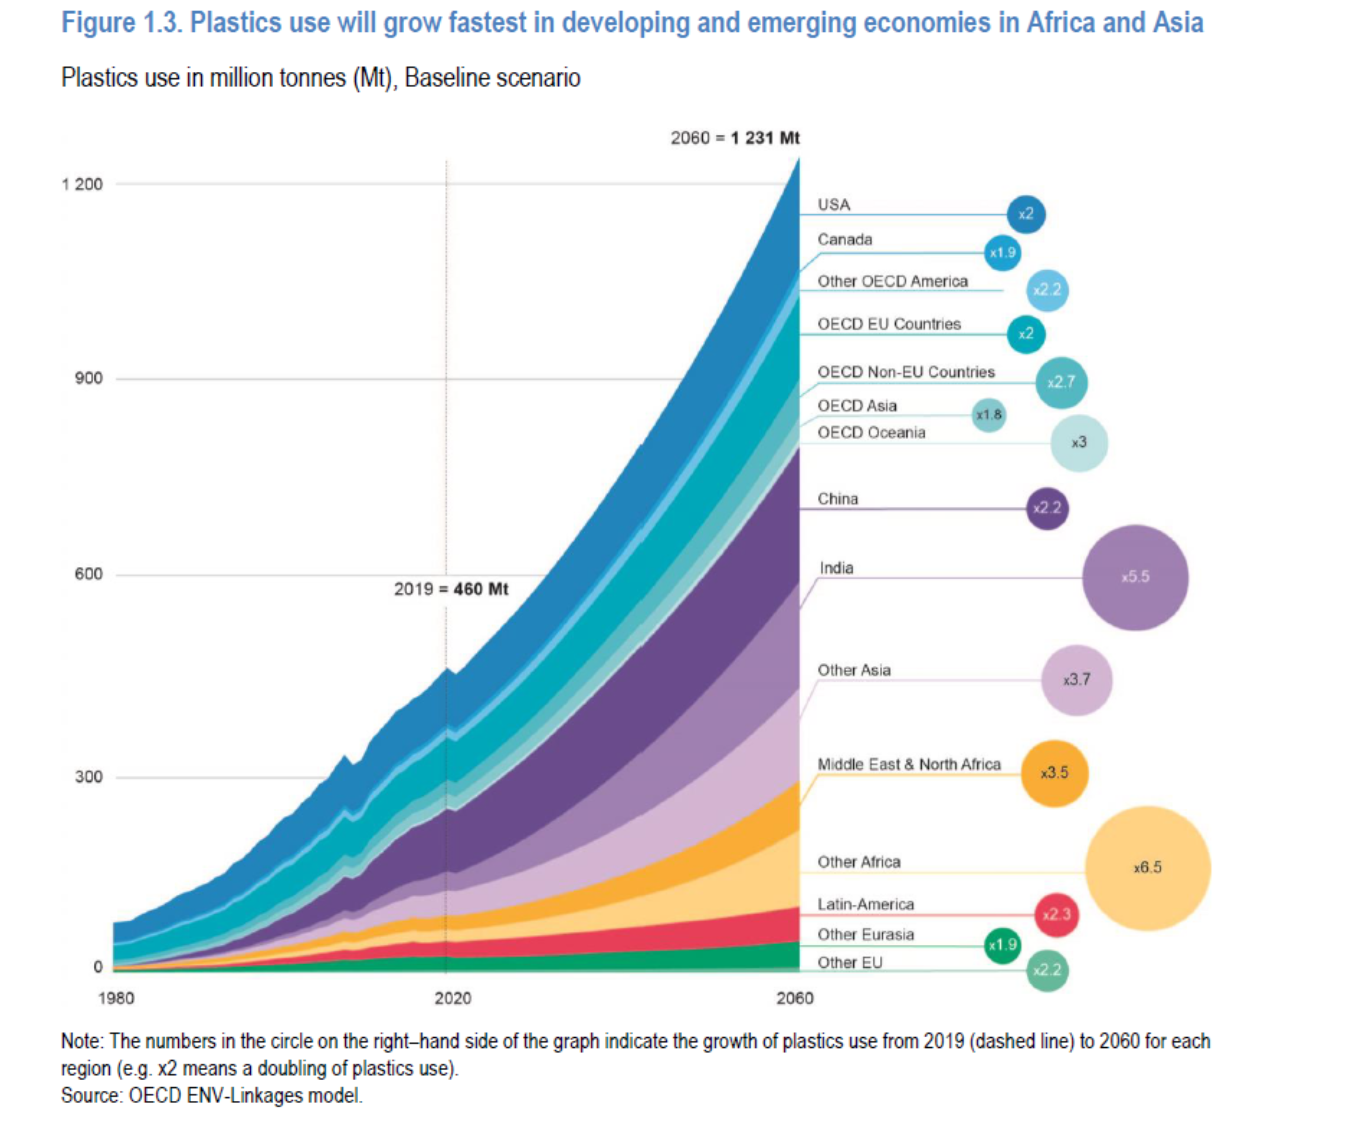 Figure 1.3. Plastics use will grow fastest in developing and emerging economies in Africa and Asia
Plastics use in million tonnes (Mt), Baseline scenario
2060 = 1 231 Mt
1 200
USA
x2
Canada
x1.9
Other OECD America
x2.2
OECD EU Countries
x2
900
OECD Non-EU Countries
x2.7
OECD Asia
x1.8
OECD Oceania
x3
China
x2.2
600
India
x5.5
2019 = 460 Mt
Other Asia
x3.7
300
Middle East & North Africa
x3.5
Other Africa
x6.5
Latin-America
x2.3
Other Eurasia
x1.9
0
Other EU
x2.2
1980
2020
2060
Note: The numbers in the circle on the right–hand side of the graph indicate the growth of plastics use from 2019 (dashed line) to 2060 for each
region (e.g. x2 means a doubling of plastics use).
Source: OECD ENV-Linkages model.